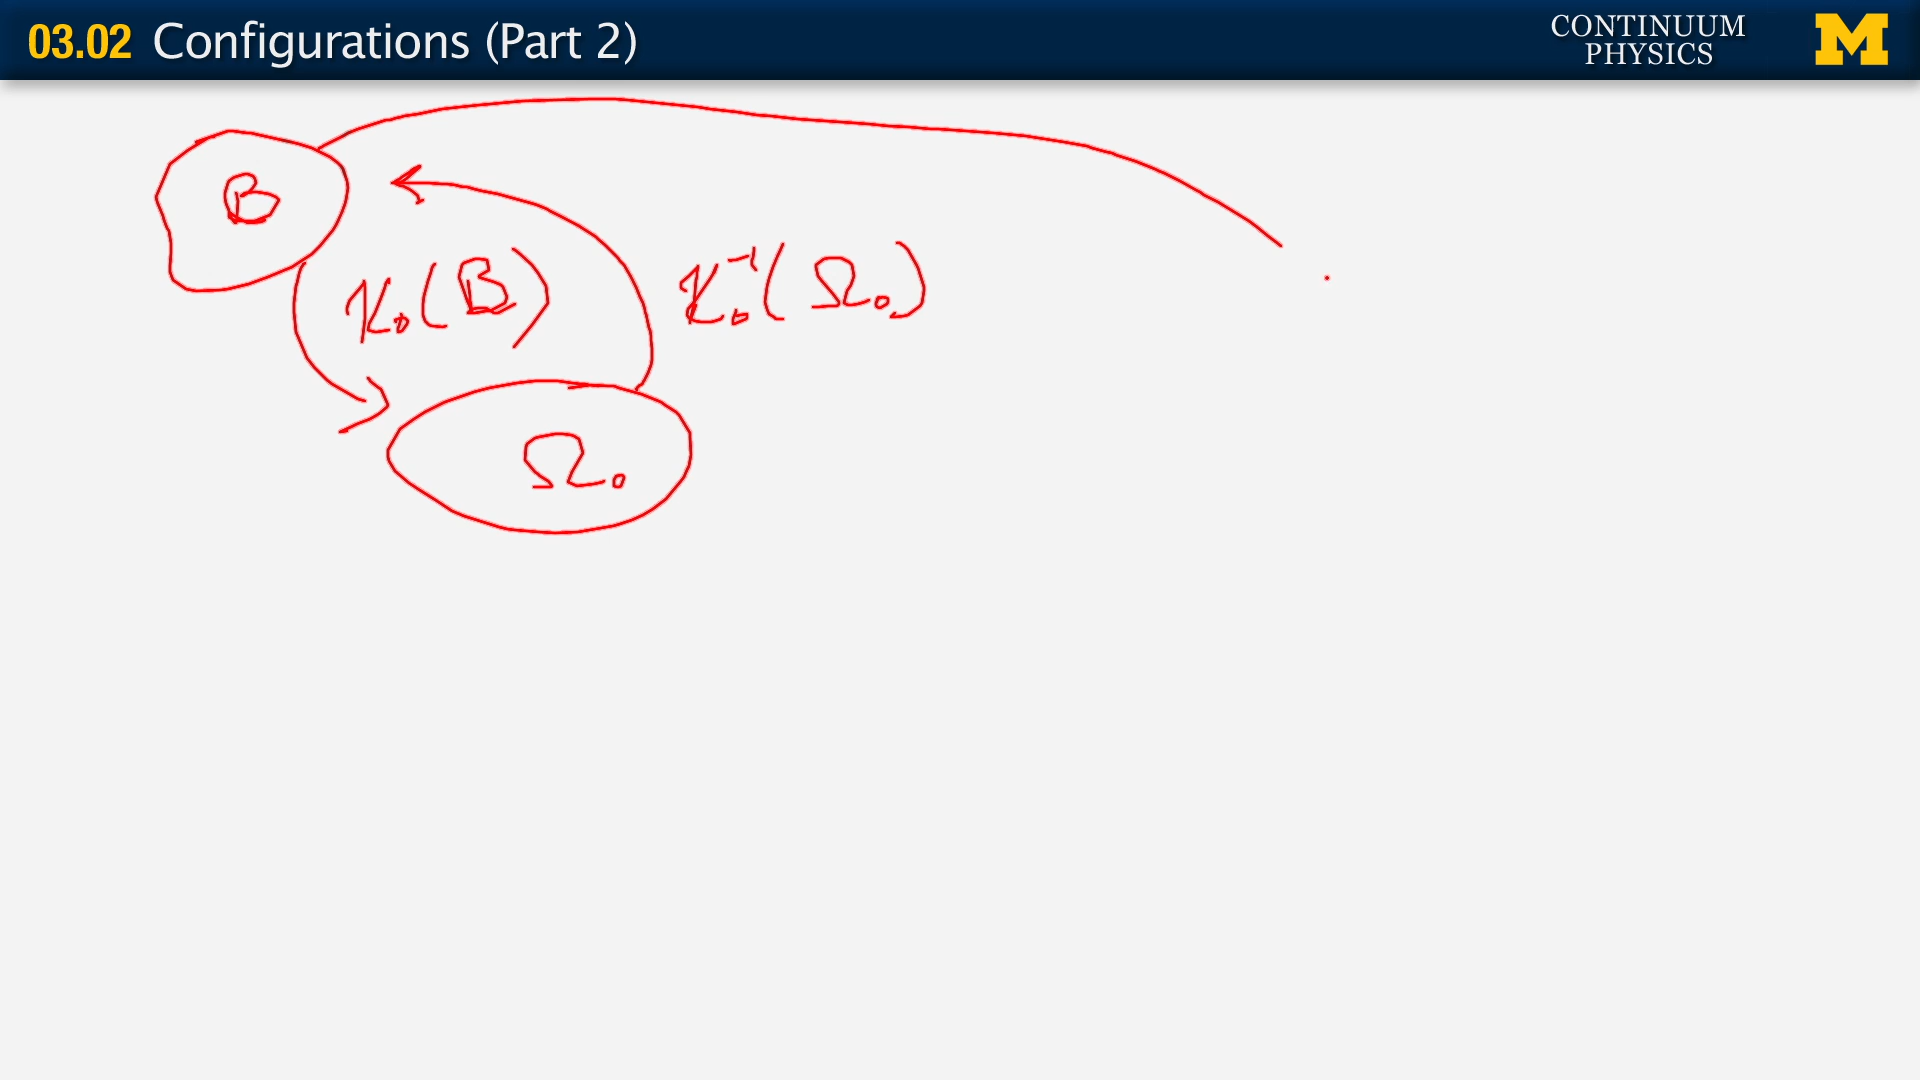 03.02 Configurations (Part 2)
CONTINUUM
PHYSICS
M
B
κ₀(B)
κ₀⁻¹(Ω₀)
Ω₀